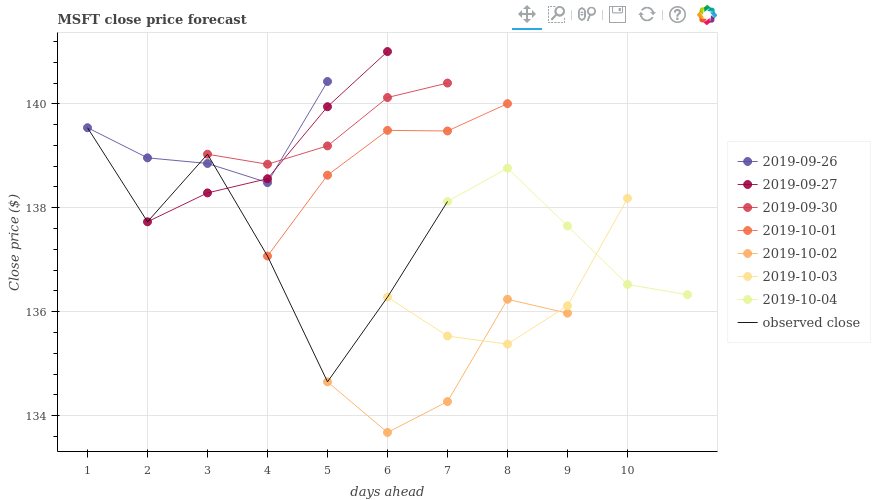 MSFT close price forecast
140
138
136
134
Close price ($)
1 2 3 4 5 6 7 8 9 10
days ahead
2019-09-26
2019-09-27
2019-09-30
2019-10-01
2019-10-02
2019-10-03
2019-10-04
observed close